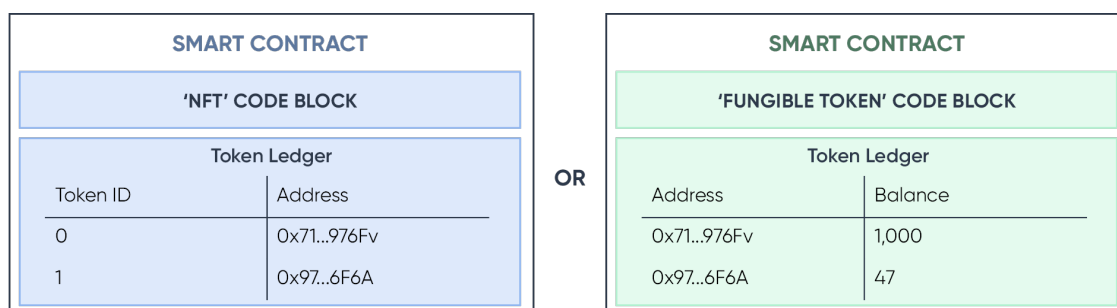 SMART CONTRACT
'NFT' CODE BLOCK
Token Ledger
Token ID Address
0 0x71...976Fv
1 0x97...6F6A
OR
SMART CONTRACT
'FUNGIBLE TOKEN' CODE BLOCK
Token Ledger
Address Balance
0x71...976Fv 1,000
0x97...6F6A 47